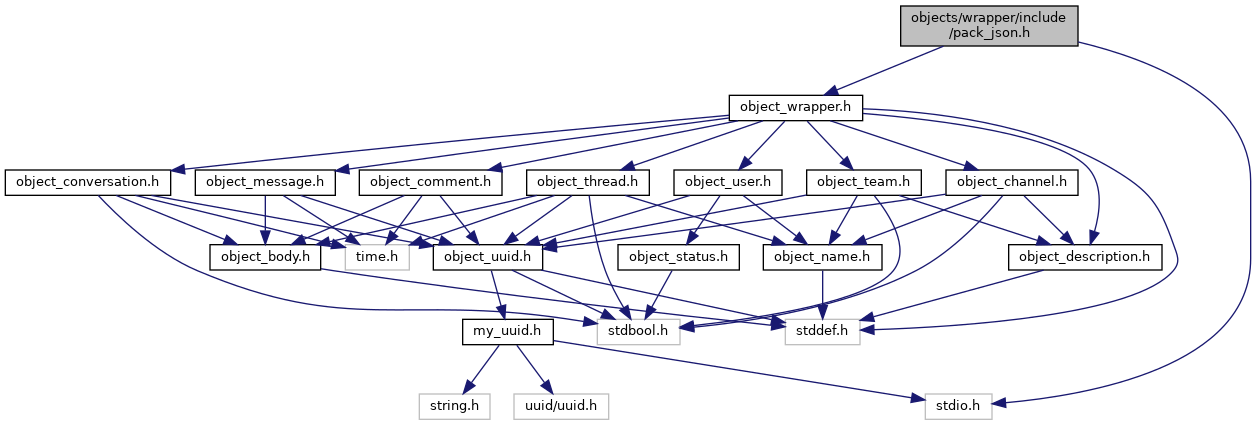 objects/wrapper/include
/pack_json.h
object_wrapper.h
object_conversation.h
object_message.h
object_comment.h
object_thread.h
object_user.h
object_team.h
object_channel.h
object_body.h
time.h
object_uuid.h
object_status.h
object_name.h
object_description.h
my_uuid.h
stdbool.h
stddef.h
string.h
uuid/uuid.h
stdio.h